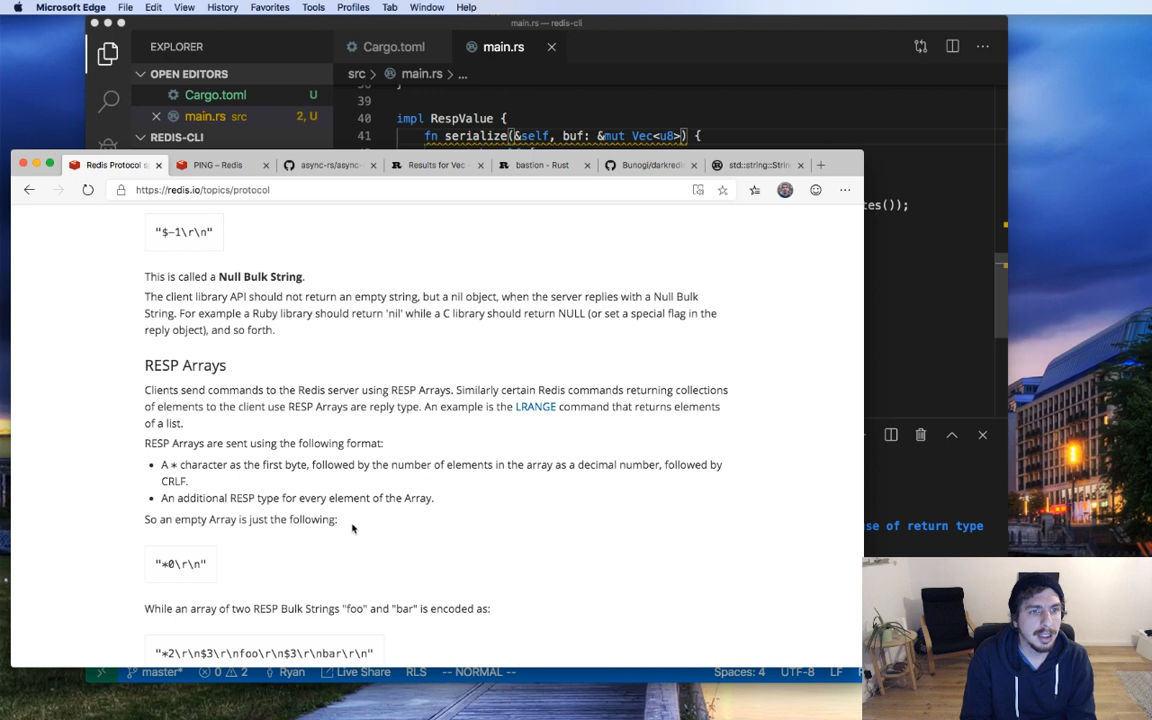 Microsoft Edge File Edit View History Favorites Tools Profiles Tab Window Help
main.rs — redis-cli
EXPLORER
Cargo.toml
main.rs
OPEN EDITORS
src > main.rs > ...
Cargo.toml U
39
main.rs src 2, U
40 impl RespValue {
REDIS-CLI
41 fn serialize(&self, buf: &mut Vec<u8>) {
Redis Protocol s
PING – Redis
async-rs/async-
Results for Vec -
bastion - Rust
Bunogi/darkredi
std::string::Strin
https://redis.io/topics/protocol
tes());
"$-1\r\n"
This is called a Null Bulk String.
The client library API should not return an empty string, but a nil object, when the server replies with a Null Bulk
String. For example a Ruby library should return 'nil' while a C library should return NULL (or set a special flag in the
reply object), and so forth.
RESP Arrays
Clients send commands to the Redis server using RESP Arrays. Similarly certain Redis commands returning collections
of elements to the client use RESP Arrays are reply type. An example is the LRANGE command that returns elements
of a list.
RESP Arrays are sent using the following format:
• A * character as the first byte, followed by the number of elements in the array as a decimal number, followed by
CRLF.
• An additional RESP type for every element of the Array.
So an empty Array is just the following:
use of return type
"*0\r\n"
While an array of two RESP Bulk Strings "foo" and "bar" is encoded as:
"*2\r\n$3\r\nfoo\r\n$3\r\nbar\r\n"
master* 0 2 Ryan Live Share RLS -- NORMAL -- Spaces: 4 UTF-8 LF